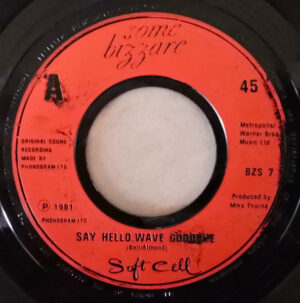 some
bizzare
A
45
ORIGINAL SOUND
RECORDING
MADE BY
PHONOGRAM LTD
Metropolis/
Warner Bros
Music Ltd
BZS 7
℗ 1981
PHONOGRAM LTD
Produced by
Mike Thorne
SAY HELLO, WAVE GOODBYE
(Ball/Almond)
Soft Cell